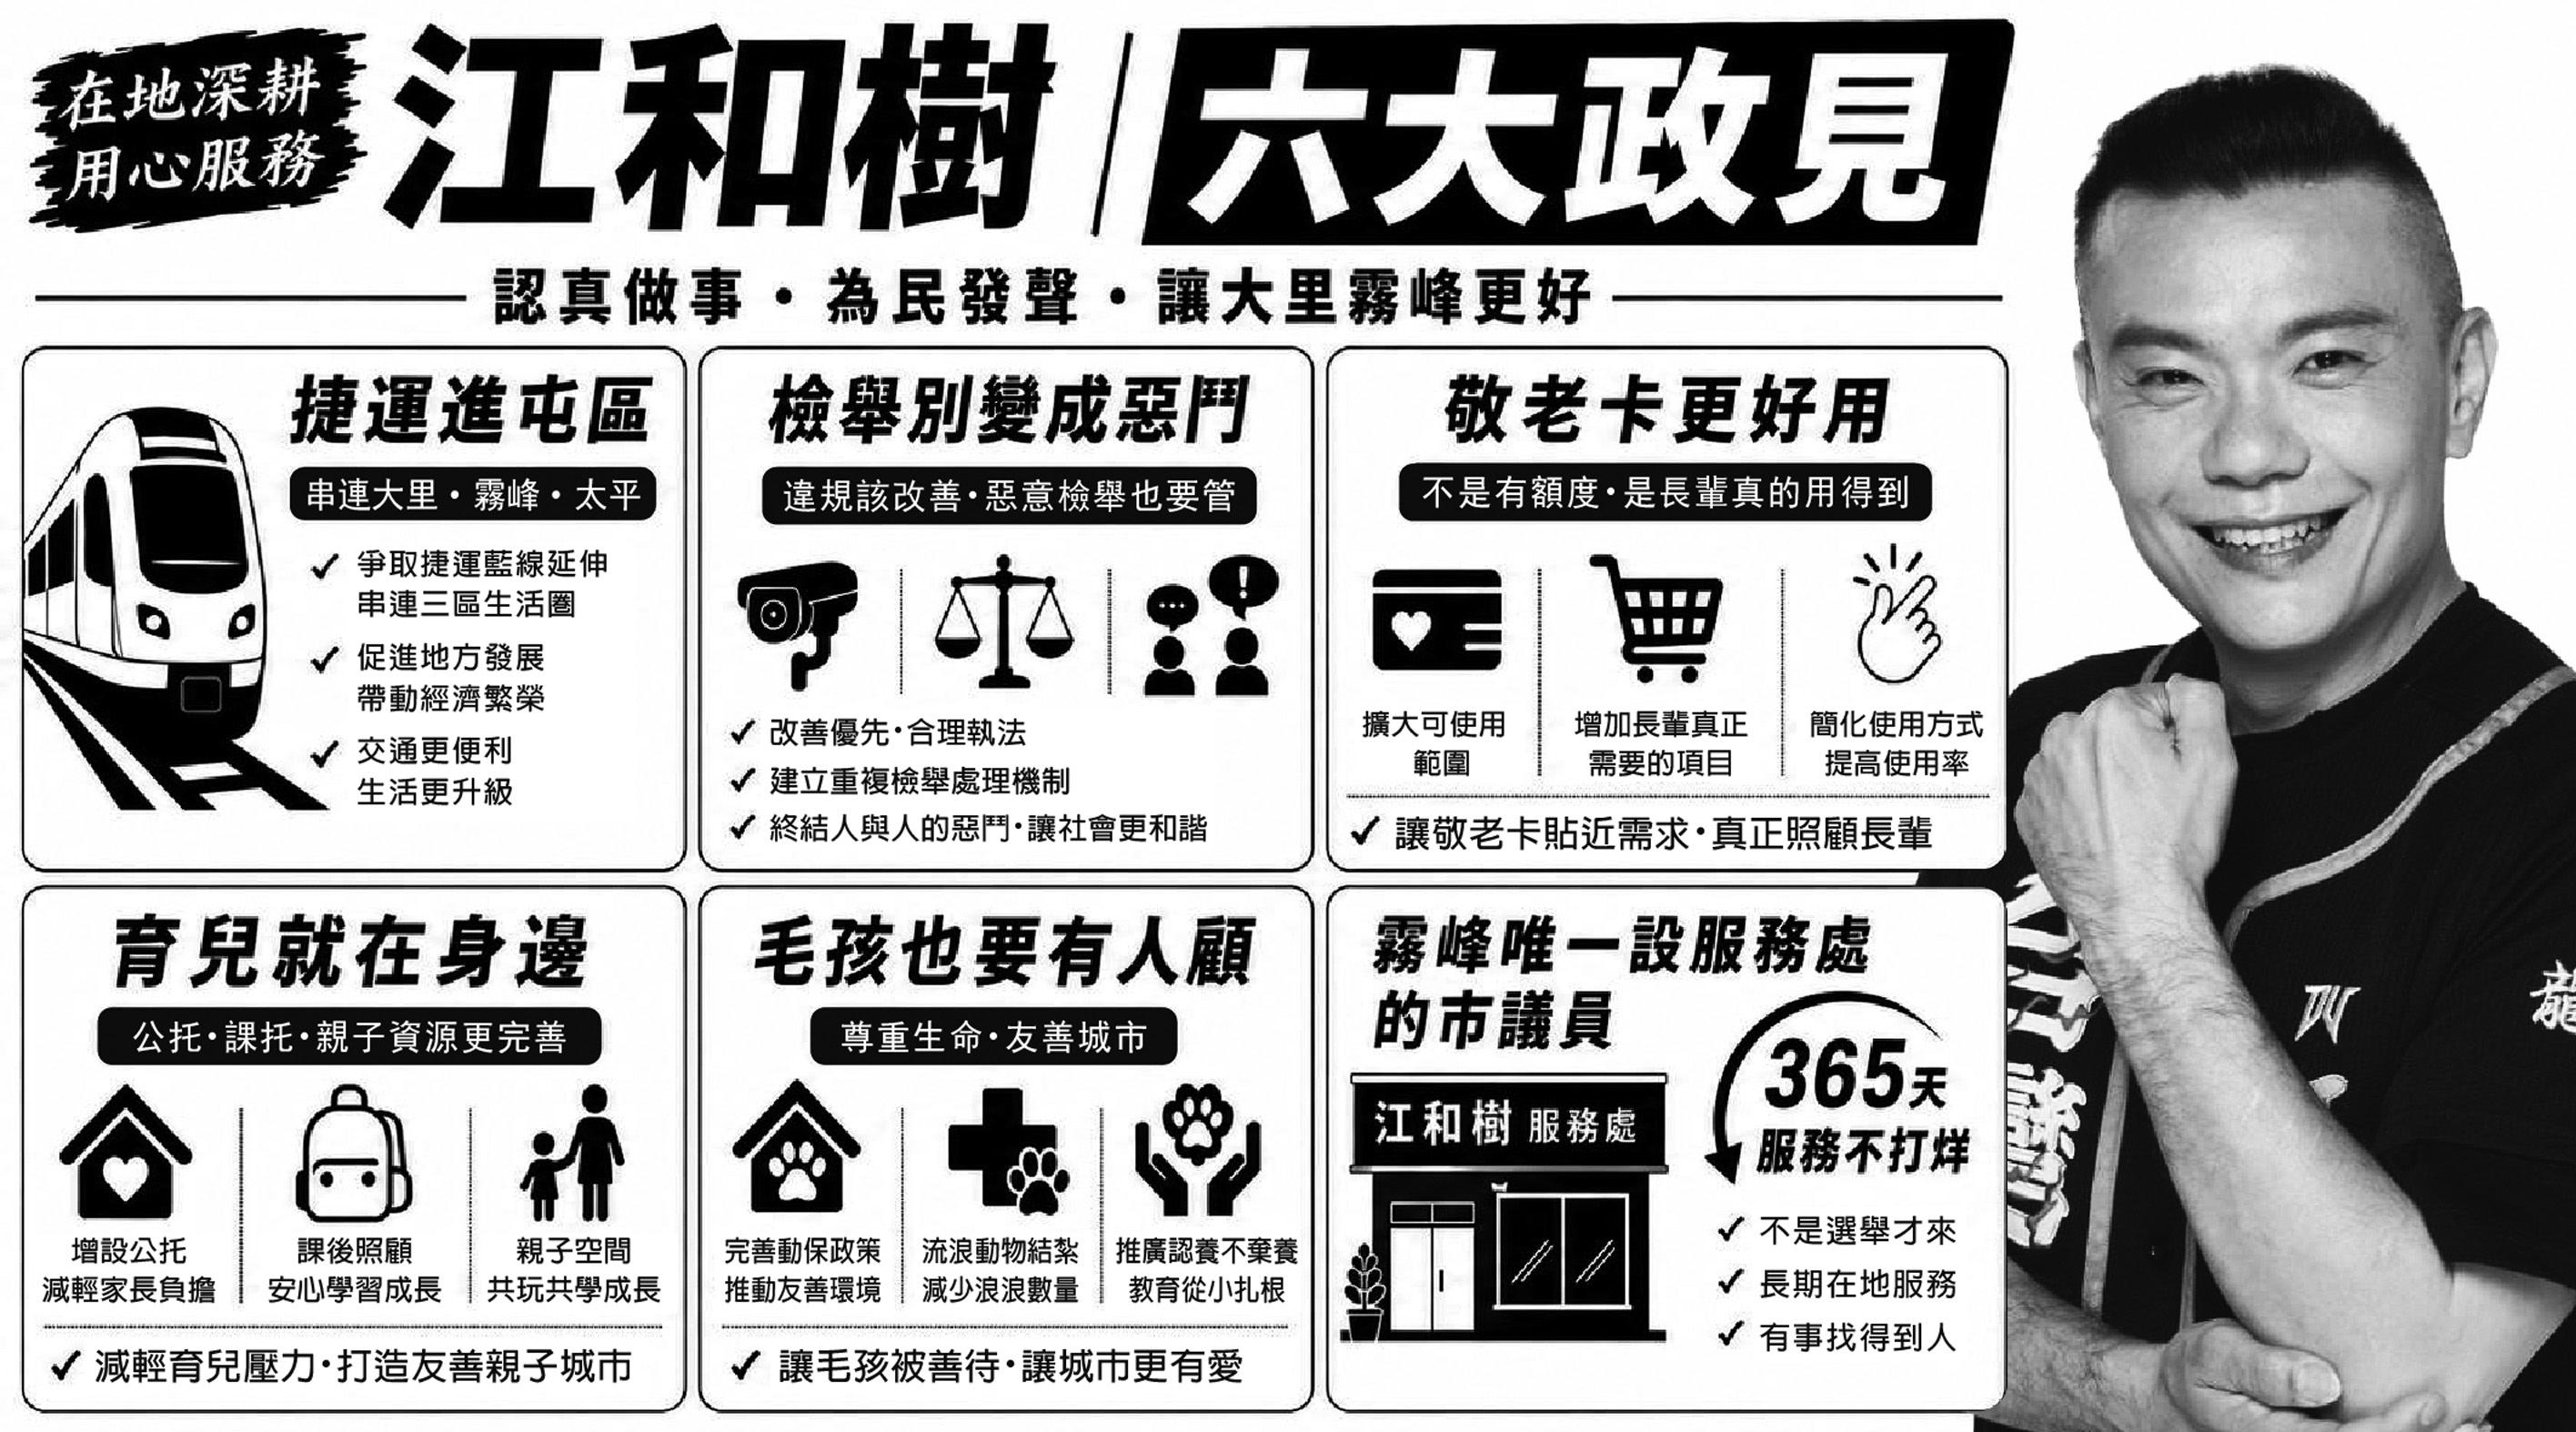 在地深耕
用心服務
江和樹
六大政見
認真做事・為民發聲・讓大里霧峰更好
捷運進屯區
串連大里・霧峰・太平
✓ 爭取捷運藍線延伸
串連三區生活圈
✓ 促進地方發展
帶動經濟繁榮
✓ 交通更便利
生活更升級
檢舉別變成惡鬥
違規該改善・惡意檢舉也要管
✓ 改善優先・合理執法
✓ 建立重複檢舉處理機制
✓ 終結人與人的惡鬥・讓社會更和諧
敬老卡更好用
不是有額度・是長輩真的用得到
擴大可使用
範圍
增加長輩真正
需要的項目
簡化使用方式
提高使用率
✓ 讓敬老卡貼近需求・真正照顧長輩
育兒就在身邊
公托・課托・親子資源更完善
增設公托
減輕家長負擔
課後照顧
安心學習成長
親子空間
共玩共學成長
✓ 減輕育兒壓力・打造友善親子城市
毛孩也要有人顧
尊重生命・友善城市
完善動保政策
推動友善環境
流浪動物結紮
減少浪浪數量
推廣認養不棄養
教育從小扎根
✓ 讓毛孩被善待・讓城市更有愛
霧峰唯一設服務處
的市議員
江和樹 服務處
365天
服務不打烊
✓ 不是選舉才來
✓ 長期在地服務
✓ 有事找得到人
龍